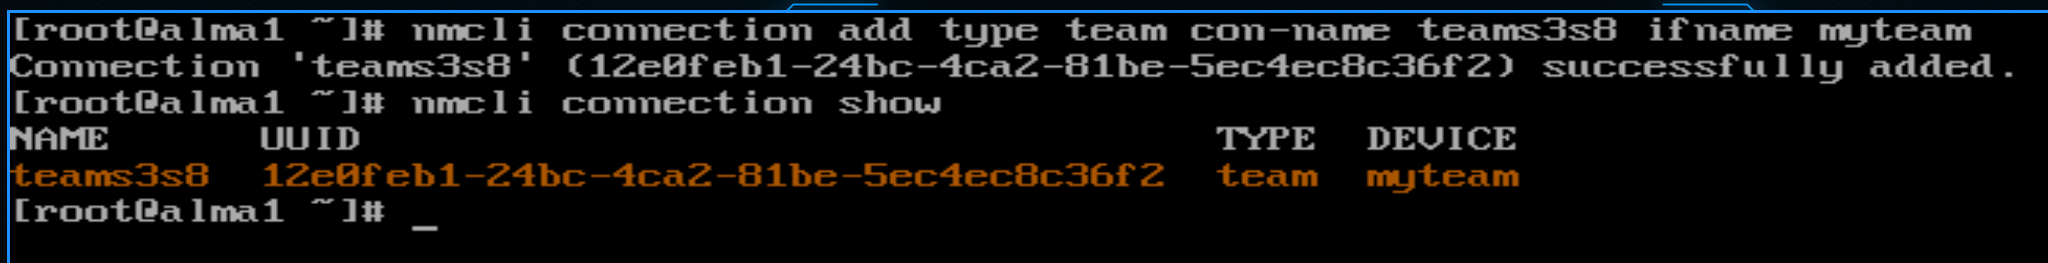 [root@alma1 ~]# nmcli connection add type team con-name teams3s8 ifname myteam
Connection 'teams3s8' (12e0feb1-24bc-4ca2-81be-5ec4ec8c36f2) successfully added.
[root@alma1 ~]# nmcli connection show
NAME      UUID                                  TYPE  DEVICE
teams3s8  12e0feb1-24bc-4ca2-81be-5ec4ec8c36f2  team  myteam
[root@alma1 ~]# _